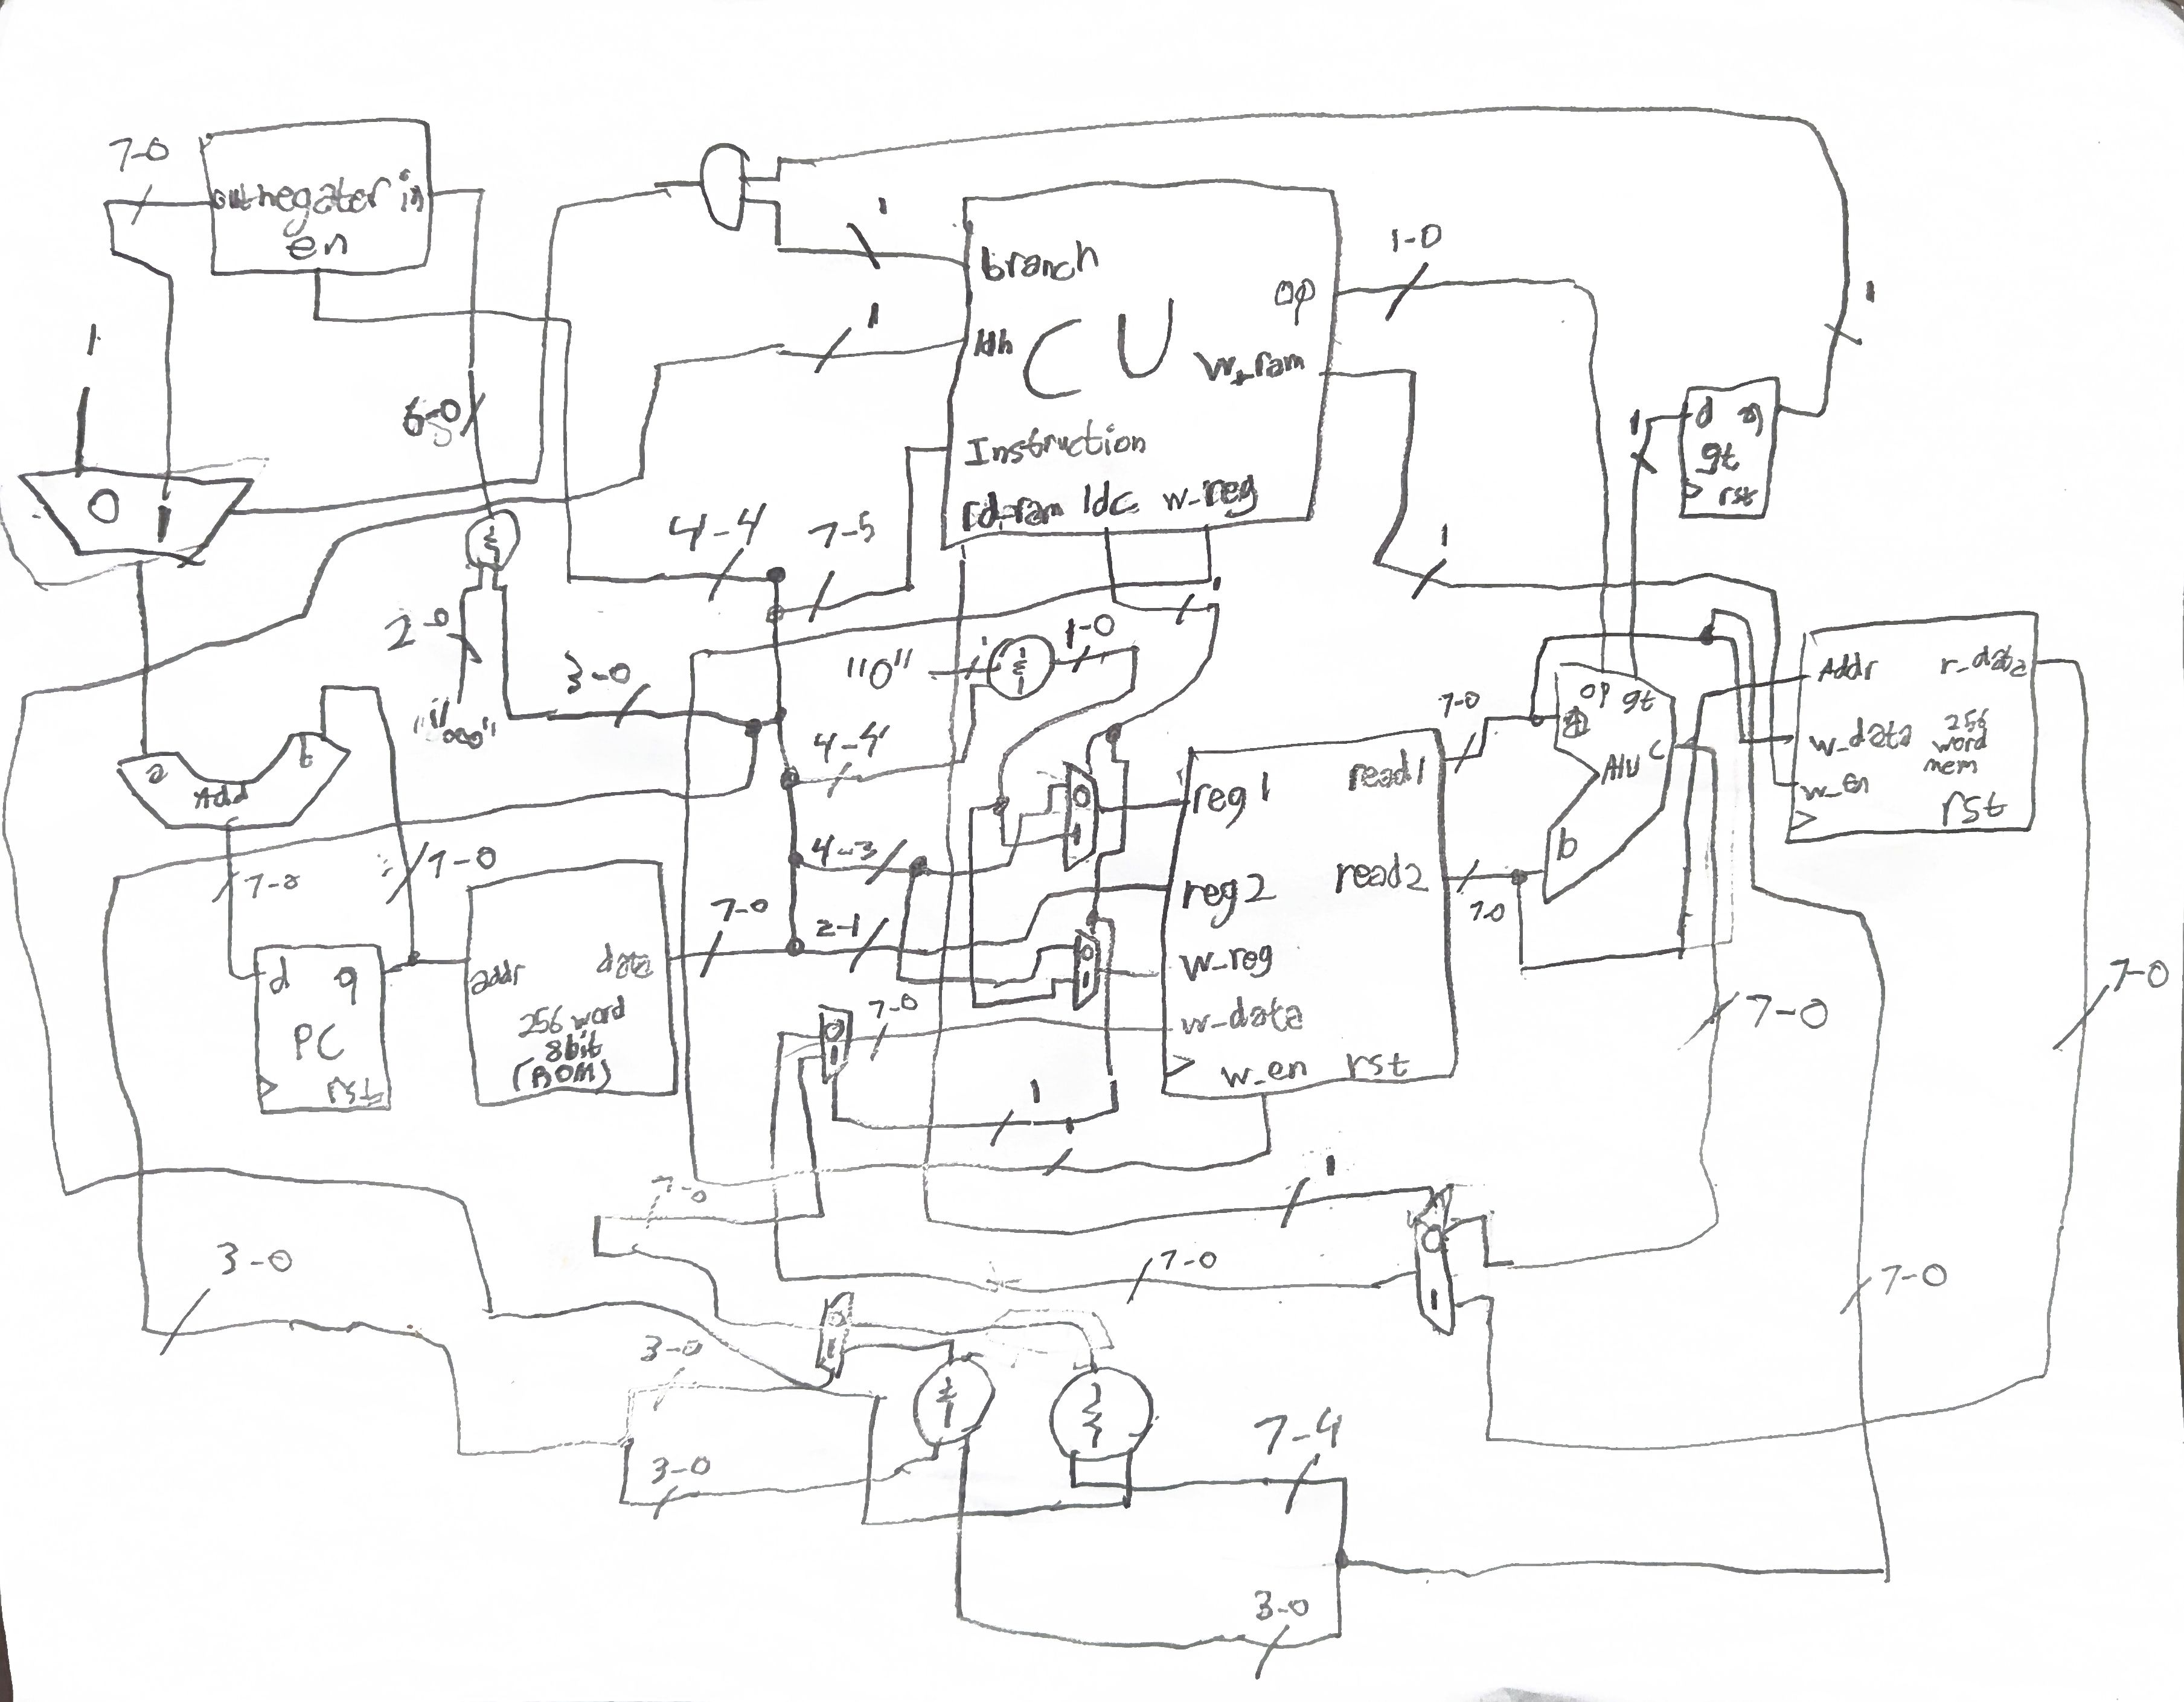 7-0
out negater in
en
1
6-0
0 1
1
branch
ldh
CU
op
w_ram
Instruction
rd_ram ldc w_reg
1
1-0
1
1
d q
gt
rst
1
4-4
7-5
1
2-0
"000"
3-0
"0"
1
1-0
4-4
4-3
2-1
a
b
Add
7-0
7-0
d q
PC
rst
addr
data
256 word
8bit
(ROM)
7-0
0
1
0
1
0
1
7-0
reg1
read1
reg2
read2
w_reg
w_data
w_en
rst
7-0
7-0
op gt
a
ALU
c
b
1
Addr
r_data
w_data
256
word
mem
w_en
rst
7-0
7-0
1
1
1
7-0
7-0
0
1
7-0
3-0
0
1
3-0
3-0
7-4
3-0